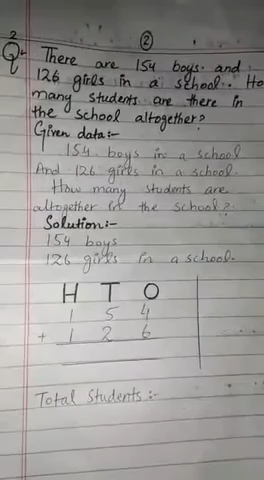 ②
2
Q. There are 154 boys and
126 girls in a school. Ho
many students are there in
the school altogether?
Given data:-
154 boys in a school
And 126 girls in a school.
How many students are
altogether in the school?
Solution:-
154 boys
126 girls in a school.
H T O
1 5 4
+ 1 2 6
Total Students:-